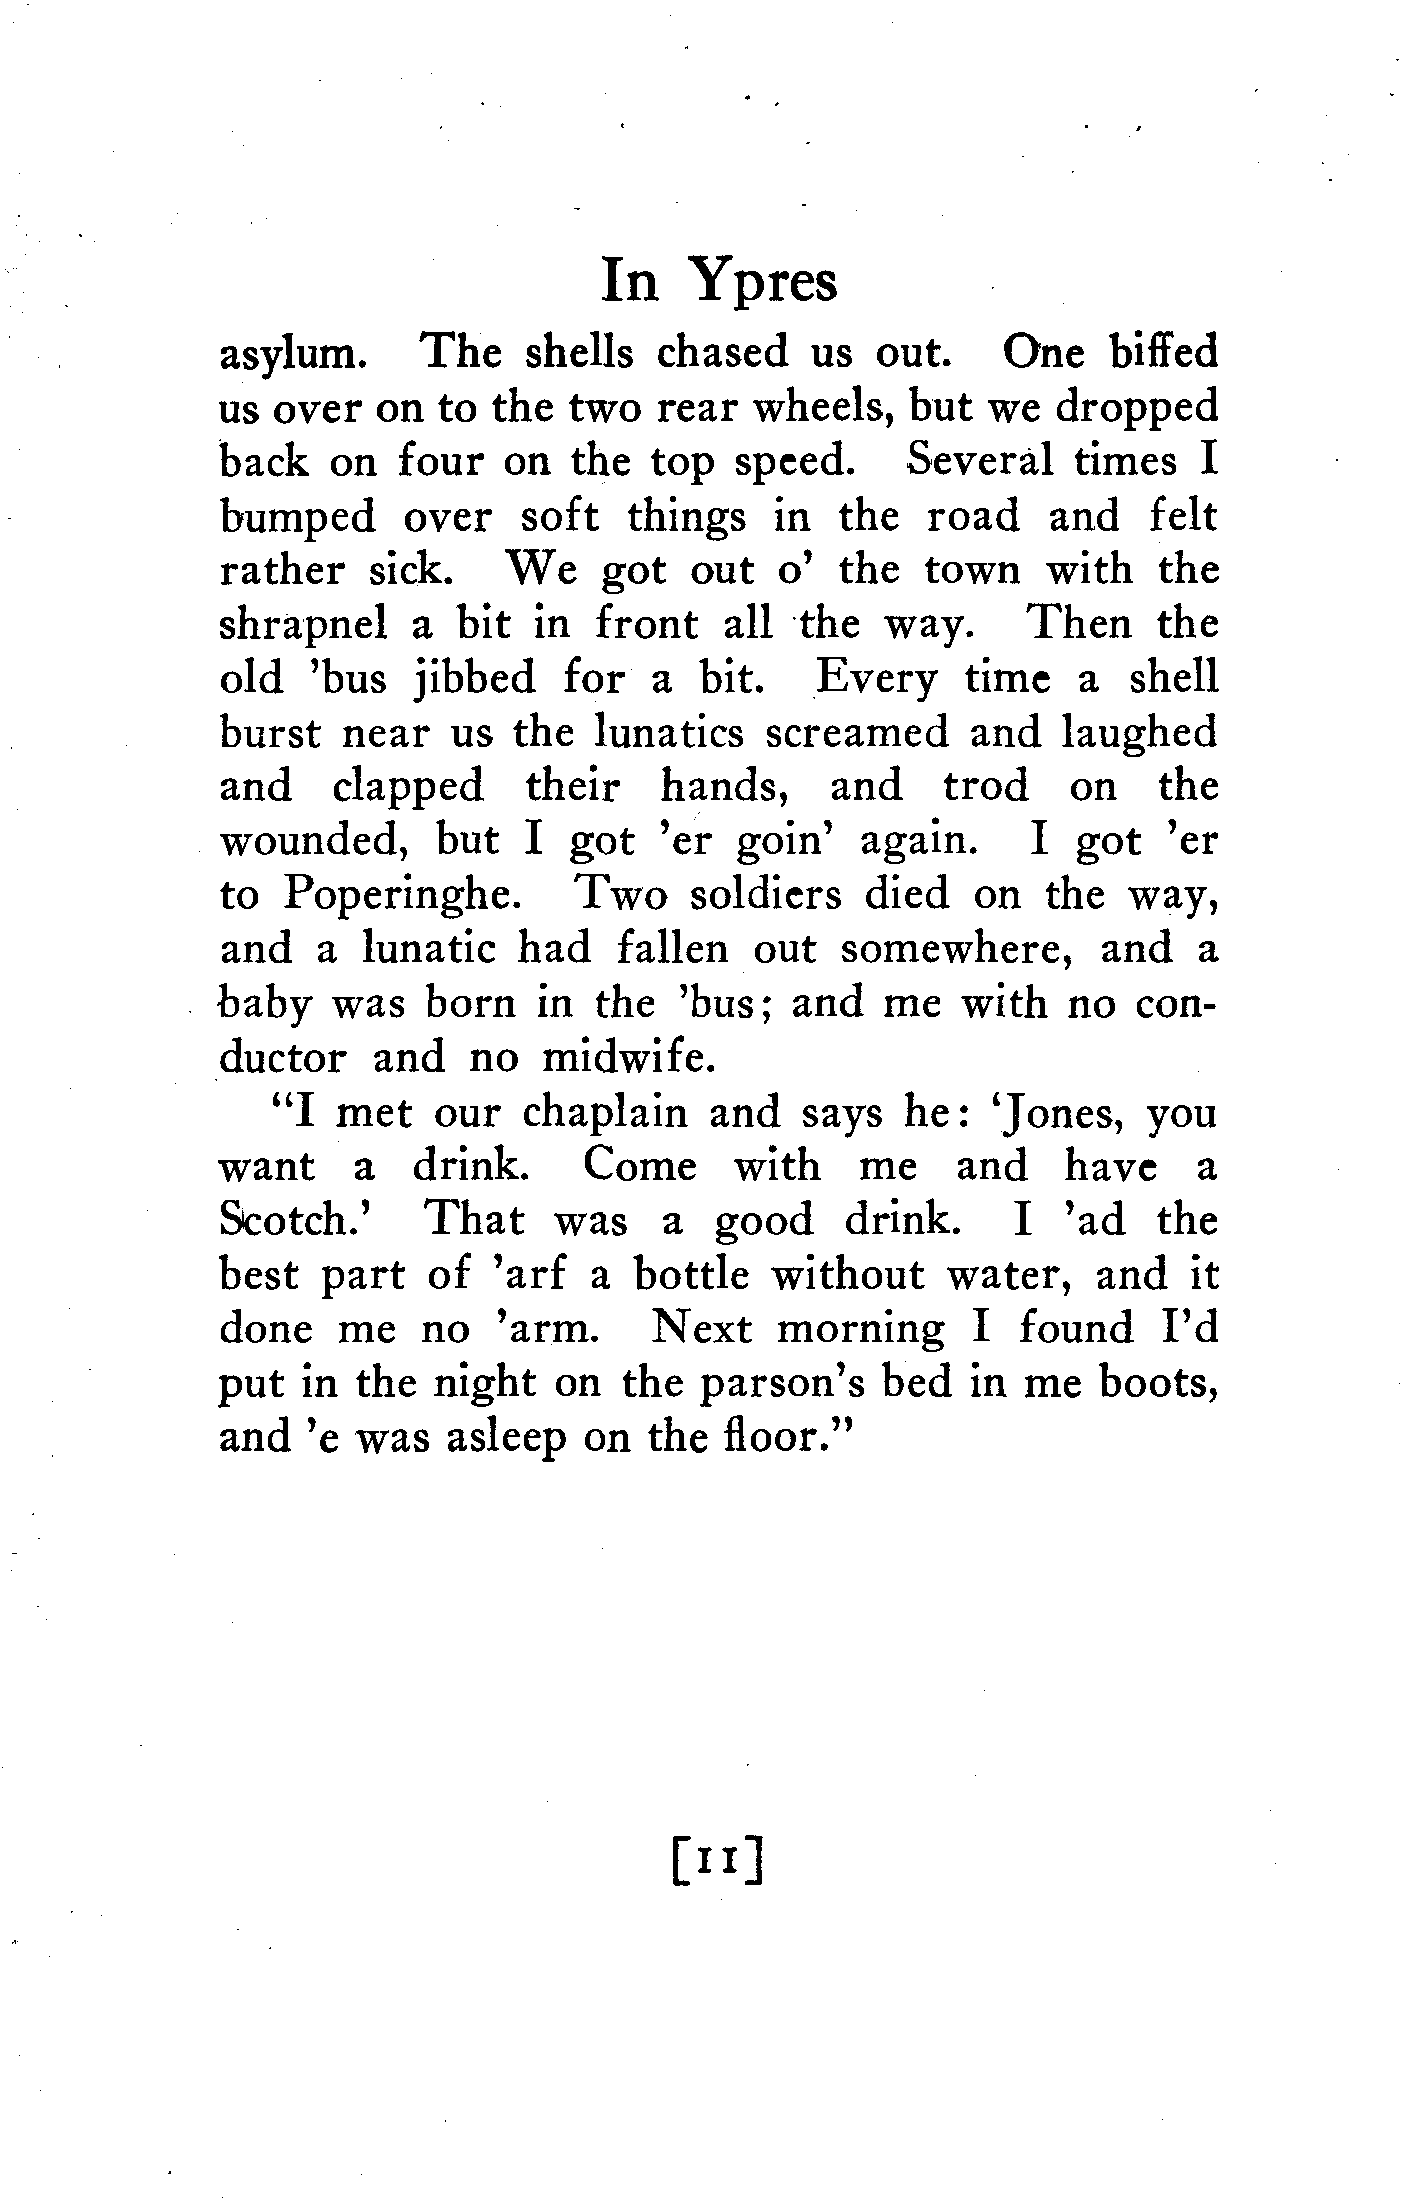 In Ypres
asylum. The shells chased us out. One biffed
us over on to the two rear wheels, but we dropped
back on four on the top speed. Several times I
bumped over soft things in the road and felt
rather sick. We got out o' the town with the
shrapnel a bit in front all the way. Then the
old 'bus jibbed for a bit. Every time a shell
burst near us the lunatics screamed and laughed
and clapped their hands, and trod on the
wounded, but I got 'er goin' again. I got 'er
to Poperinghe. Two soldiers died on the way,
and a lunatic had fallen out somewhere, and a
baby was born in the 'bus; and me with no con-
ductor and no midwife.
"I met our chaplain and says he: 'Jones, you
want a drink. Come with me and have a
Scotch.' That was a good drink. I 'ad the
best part of 'arf a bottle without water, and it
done me no 'arm. Next morning I found I'd
put in the night on the parson's bed in me boots,
and 'e was asleep on the floor."
[11]